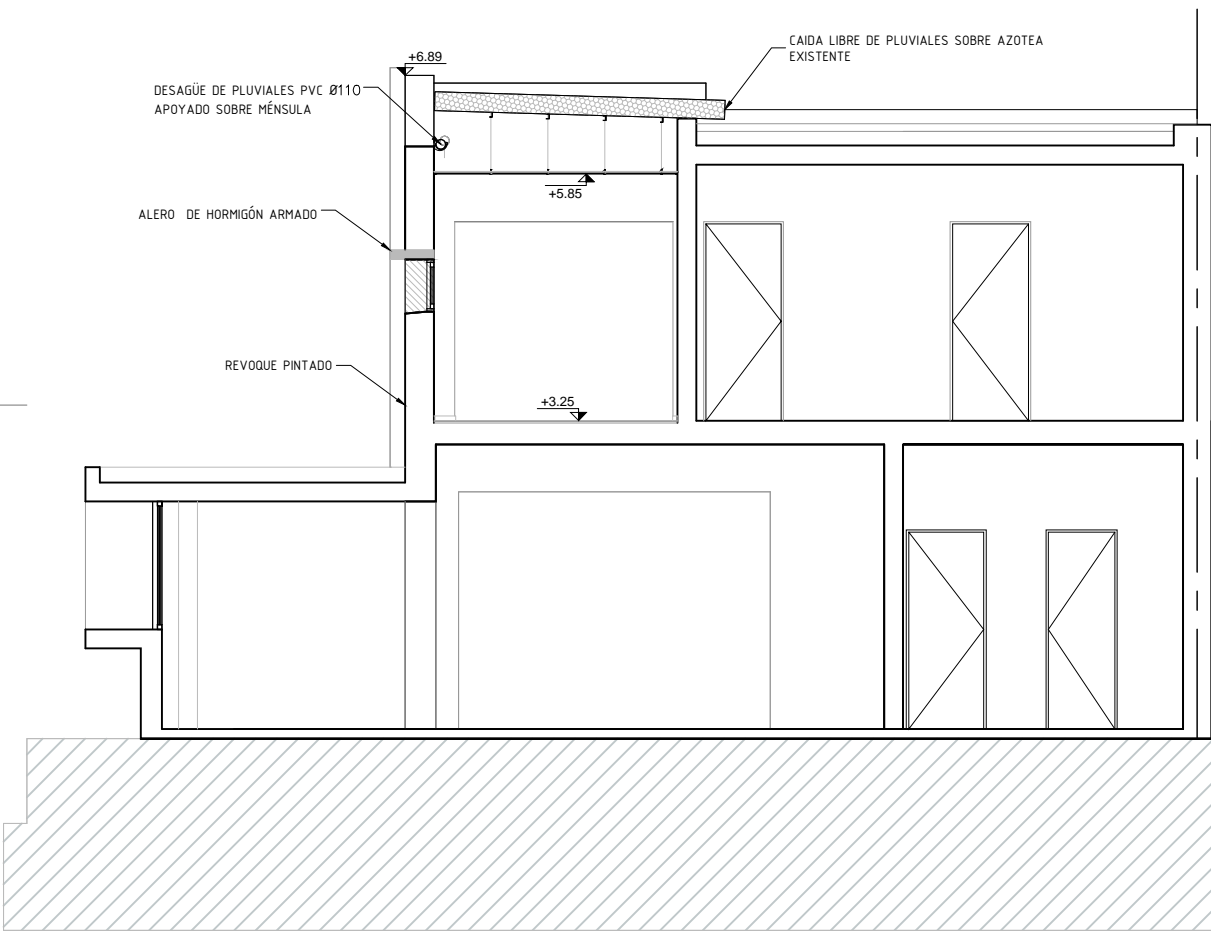 CAIDA LIBRE DE PLUVIALES SOBRE AZOTEA
EXISTENTE
+6.89
DESAGÜE DE PLUVIALES PVC Ø110
APOYADO SOBRE MÉNSULA
+5.85
ALERO DE HORMIGÓN ARMADO
REVOQUE PINTADO
+3.25